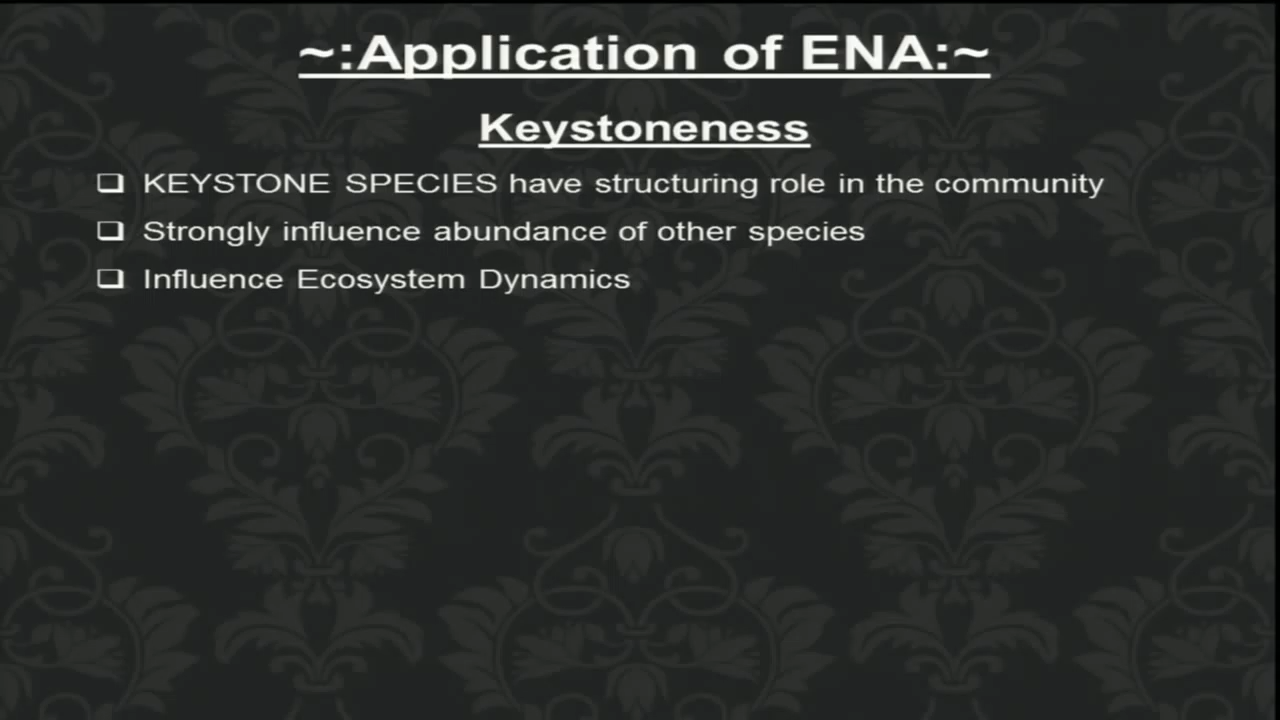 ~:Application of ENA:~
Keystoneness
❑ KEYSTONE SPECIES have structuring role in the community
❑ Strongly influence abundance of other species
❑ Influence Ecosystem Dynamics